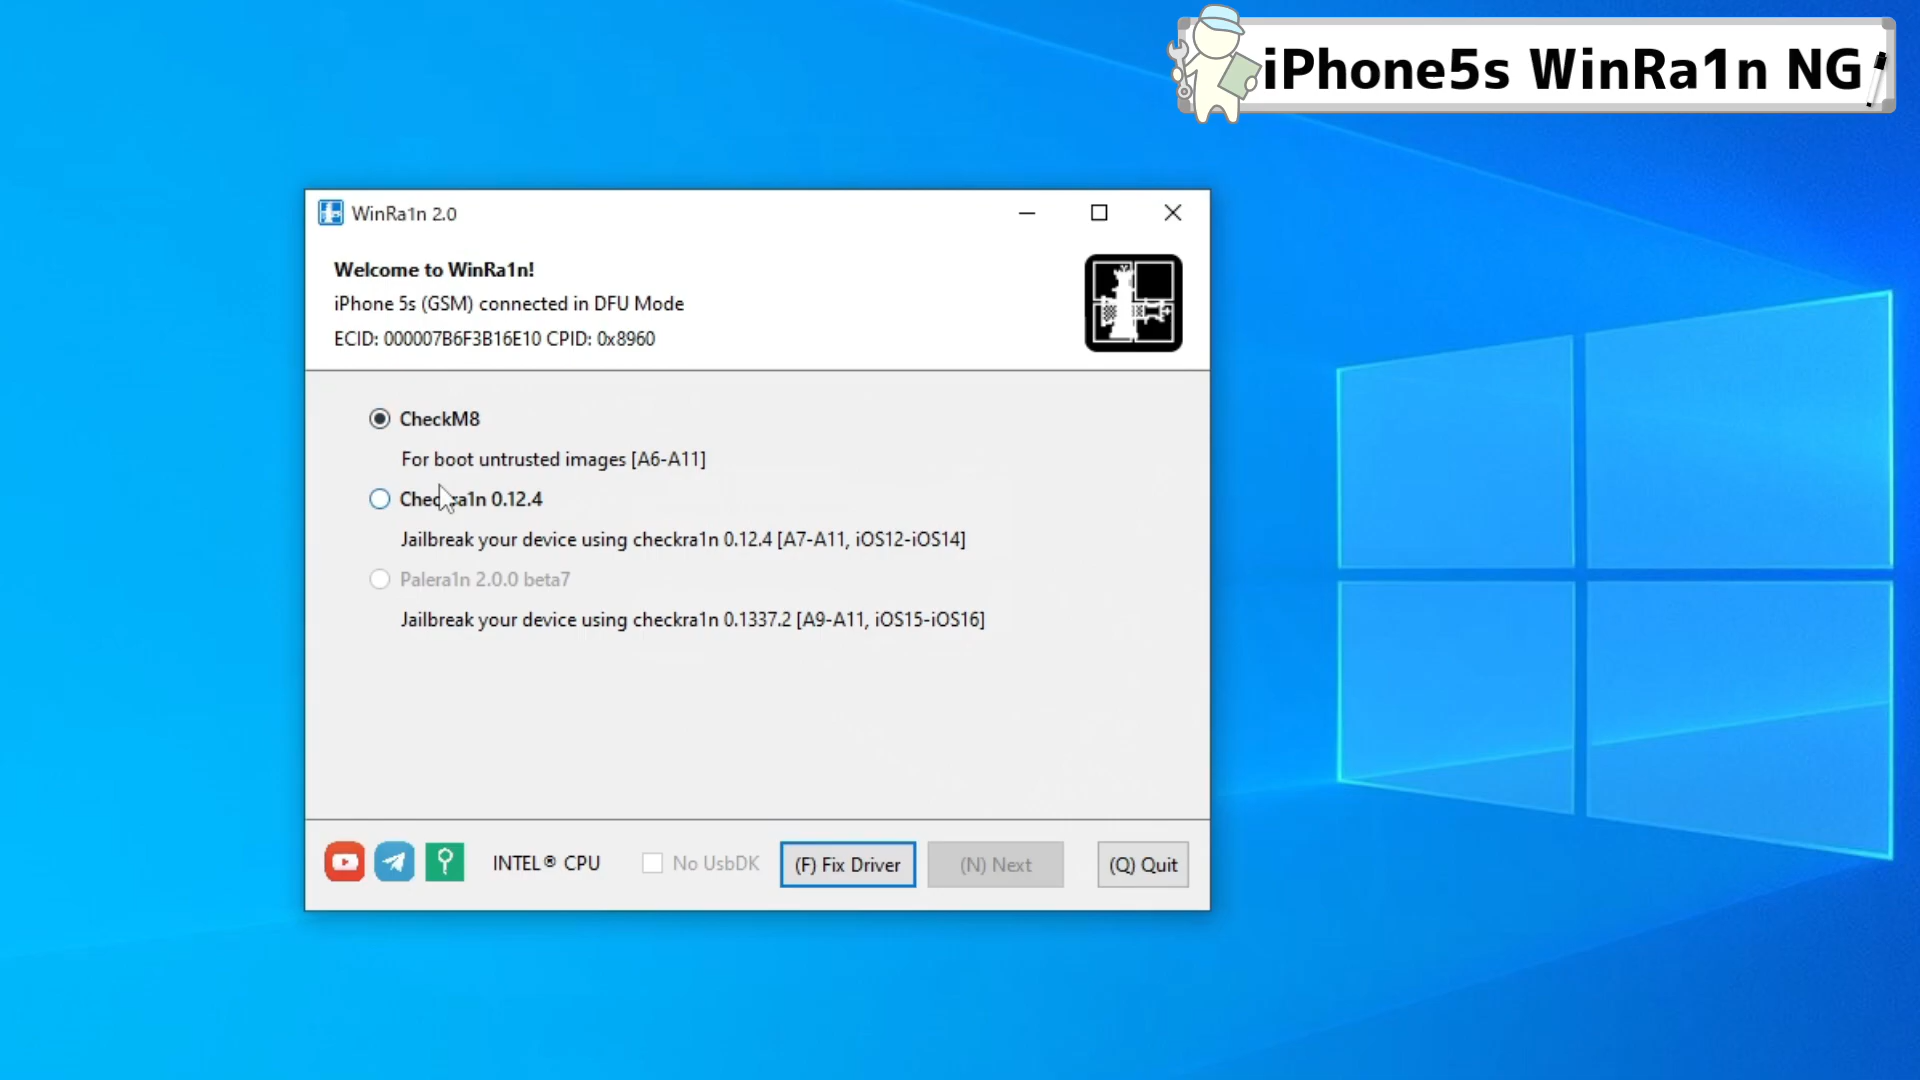 iPhone5s WinRa1n NG
WinRa1n 2.0
Welcome to WinRa1n!
iPhone 5s (GSM) connected in DFU Mode
ECID: 000007B6F3B16E10 CPID: 0x8960
CheckM8
For boot untrusted images [A6-A11]
Checkra1n 0.12.4
Jailbreak your device using checkra1n 0.12.4 [A7-A11, iOS12-iOS14]
Palera1n 2.0.0 beta7
Jailbreak your device using checkra1n 0.1337.2 [A9-A11, iOS15-iOS16]
INTEL® CPU No UsbDK (F) Fix Driver (N) Next (Q) Quit